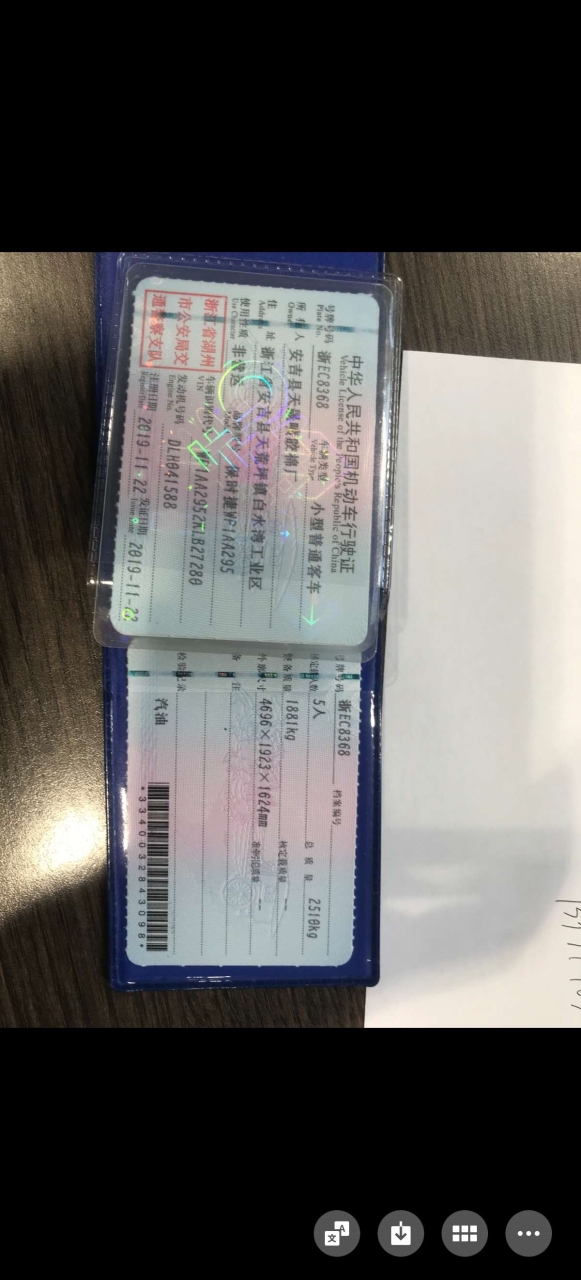 中华人民共和国机动车行驶证
Vehicle License of the People's Republic of China
号牌号码 浙EC8368 车辆类型 小型普通客车
Plate No. Vehicle Type
所有人 安吉县天
胶棉厂
Owner
住址 浙江
安吉县天荒坪镇白水湾工业区
Address
使用性质 非营运
保时捷WP1AA295
Use Character
浙江省湖州
市公安局交
通警察支队
车辆识别代号
1AA2952KLB27280
VIN
发动机号码 DLH041588
Engine No.
注册日期 2019-11-22 发证日期 2019-11-22
Register Date Issue Date
号牌号码 浙EC8368 档案编号
核定载人数 5人 总质量 2510kg
整备质量 1881kg 核定载质量 --
外廓尺寸 4696×1923×1624mm 准牵引总质量 --
备注
检验记录
汽油
*3340032843098*